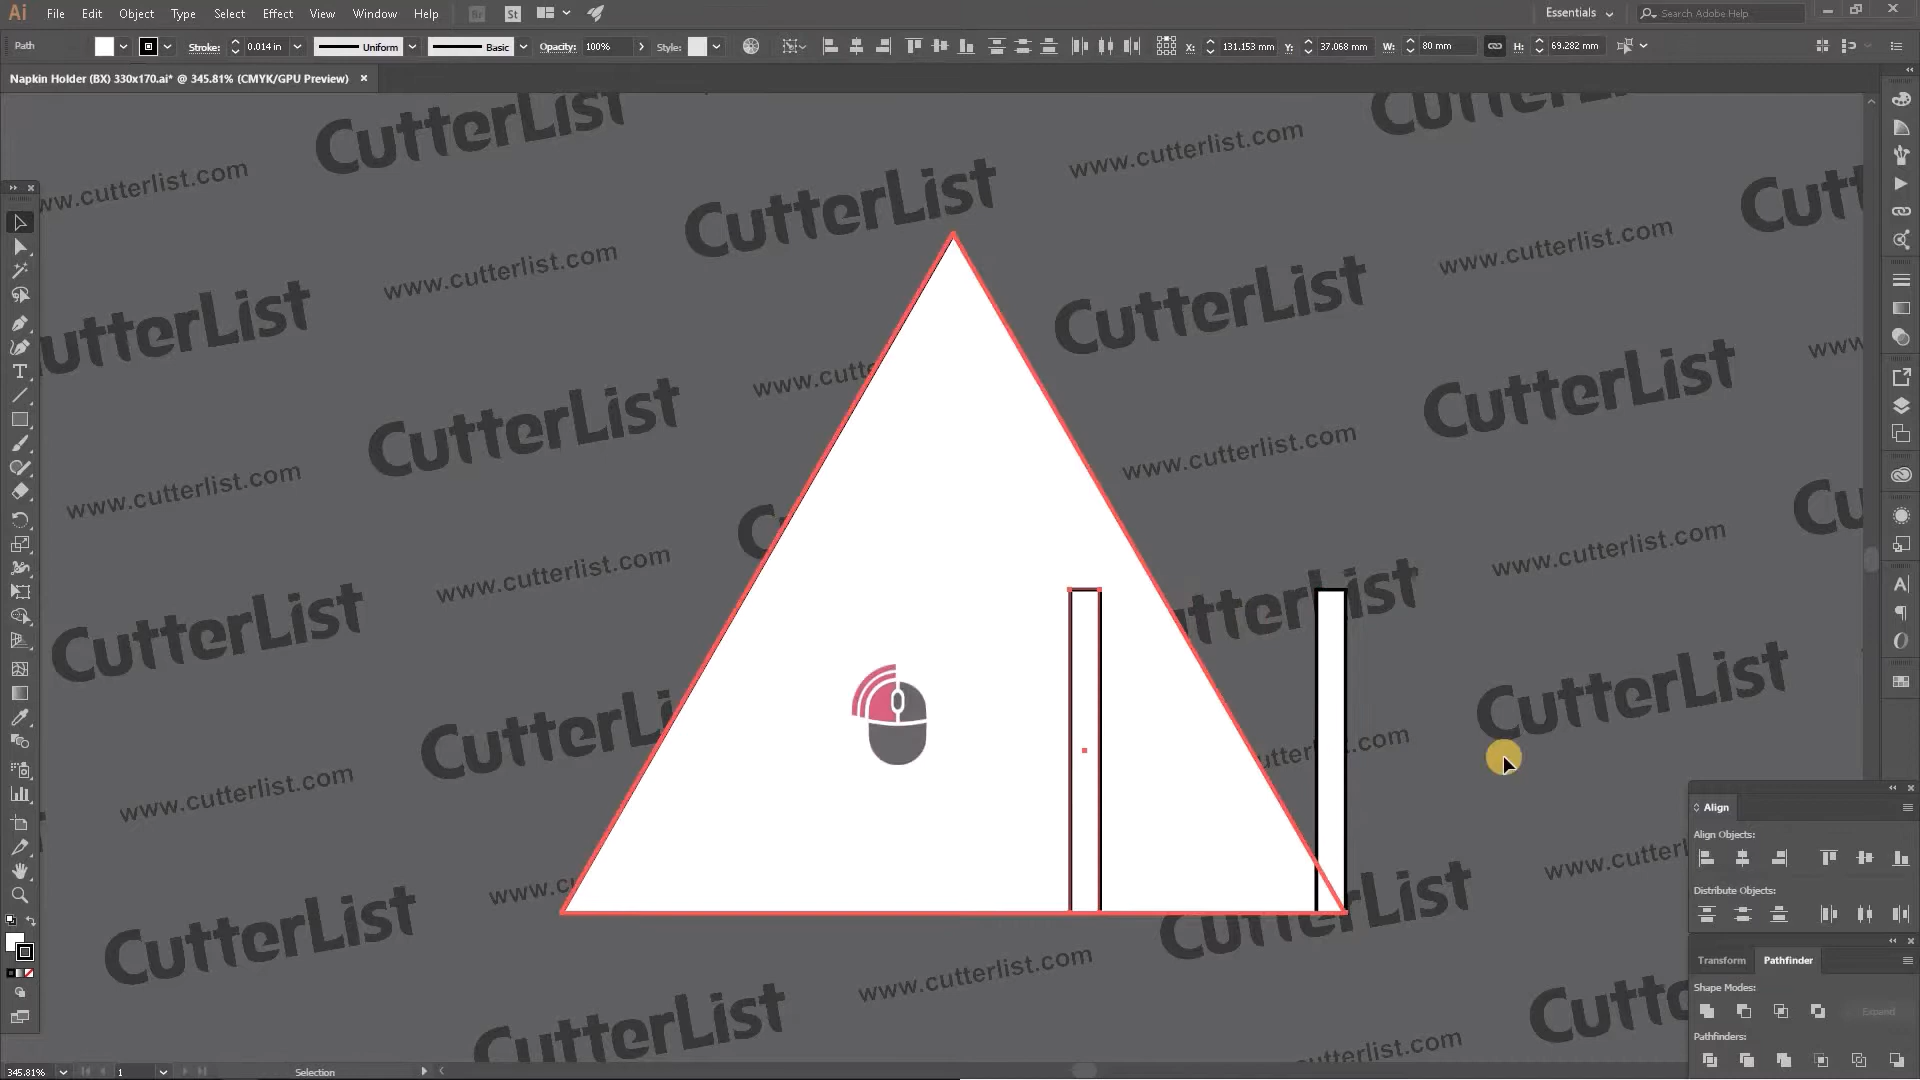 Ai File Edit Object Type Select Effect View Window Help Br St Essentials Search Adobe Help
Path Stroke: 0.014 in Uniform Basic Opacity: 100% Style: X: 131.153 mm Y: 37.068 mm W: 80 mm H: 69.282 mm
Napkin Holder (BX) 330x170.ai* @ 345.81% (CMYK/GPU Preview)
CutterList
www.cutterlist.com
CutterList
www.cutterlist.com
CutterList
www.cutterlist.com
CutterList
www.cutterlist.com
CutterList
www.cutterlist.com
CutterList
www.cutterlist.com
CutterList
www.cutterlist.com
CutterList
www.cutterlist.com
CutterList
www.cutterlist.com
CutterList
www.cutterlist.com
CutterList
CutterList
www.cutterlist.com
CutterList
Align
Align Objects:
Distribute Objects:
Transform Pathfinder
Shape Modes:
Expand
Pathfinders:
345.81% 1 Selection